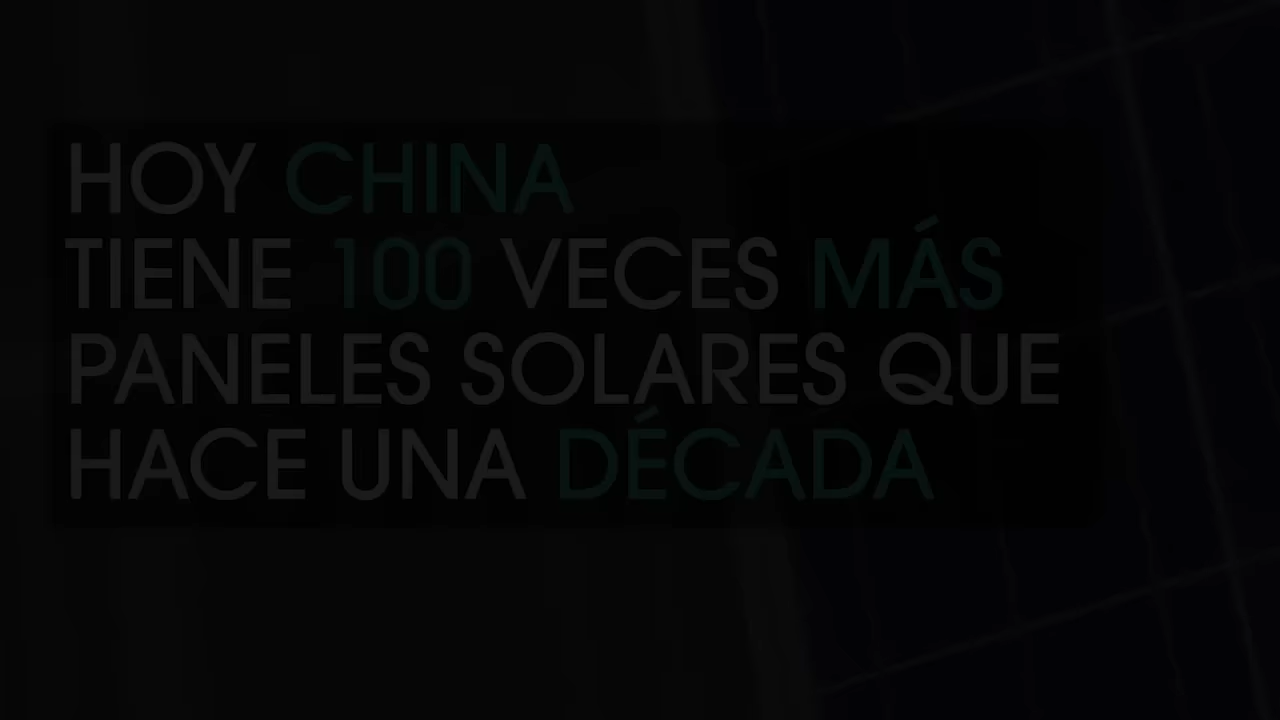 HOY CHINA
TIENE 100 VECES MÁS
PANELES SOLARES QUE
HACE UNA DÉCADA